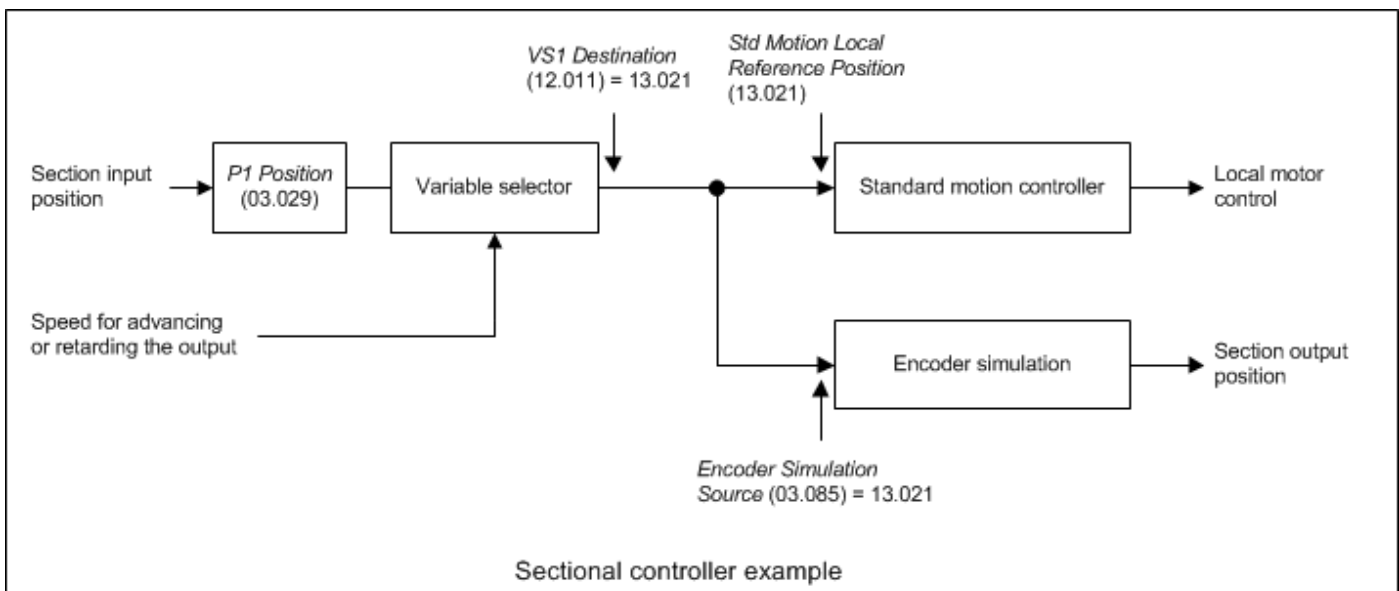 VS1 Destination
(12.011) = 13.021
Std Motion Local
Reference Position
(13.021)
Section input
position
P1 Position
(03.029)
Variable selector
Standard motion controller
Local motor
control
Speed for advancing
or retarding the output
Encoder simulation
Section output
position
Encoder Simulation
Source (03.085) = 13.021
Sectional controller example